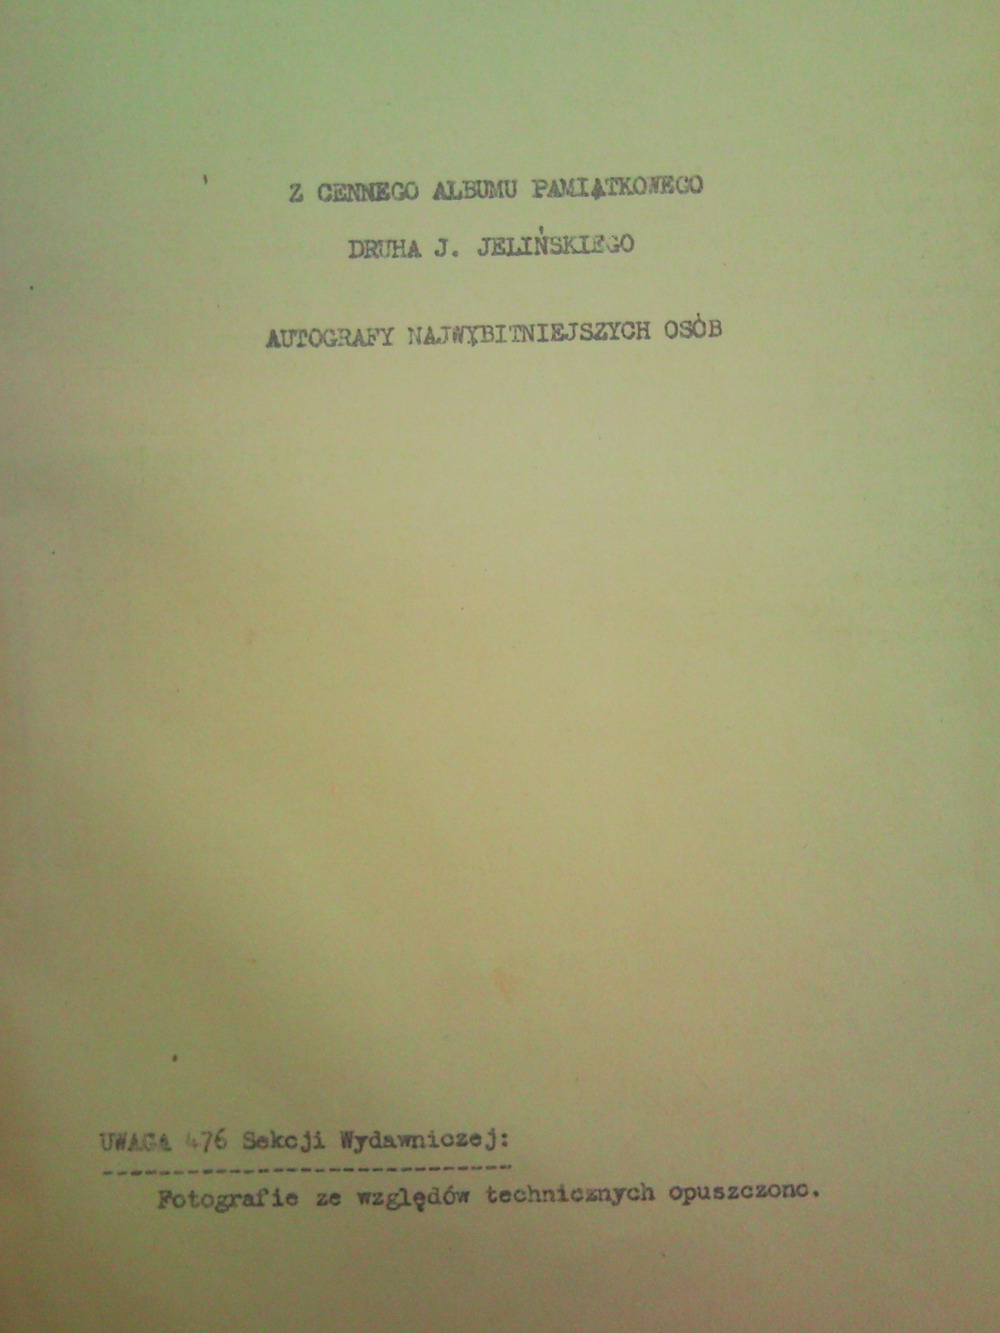 Z CENNEGO ALBUMU PAMIĄTKOWEGO
DRUHA J. JELIŃSKIEGO
AUTOGRAFY NAJWYBITNIEJSZYCH OSÓB
UWAGA 476 Sekcji Wydawniczej:
Fotografie ze względów technicznych opuszczono.